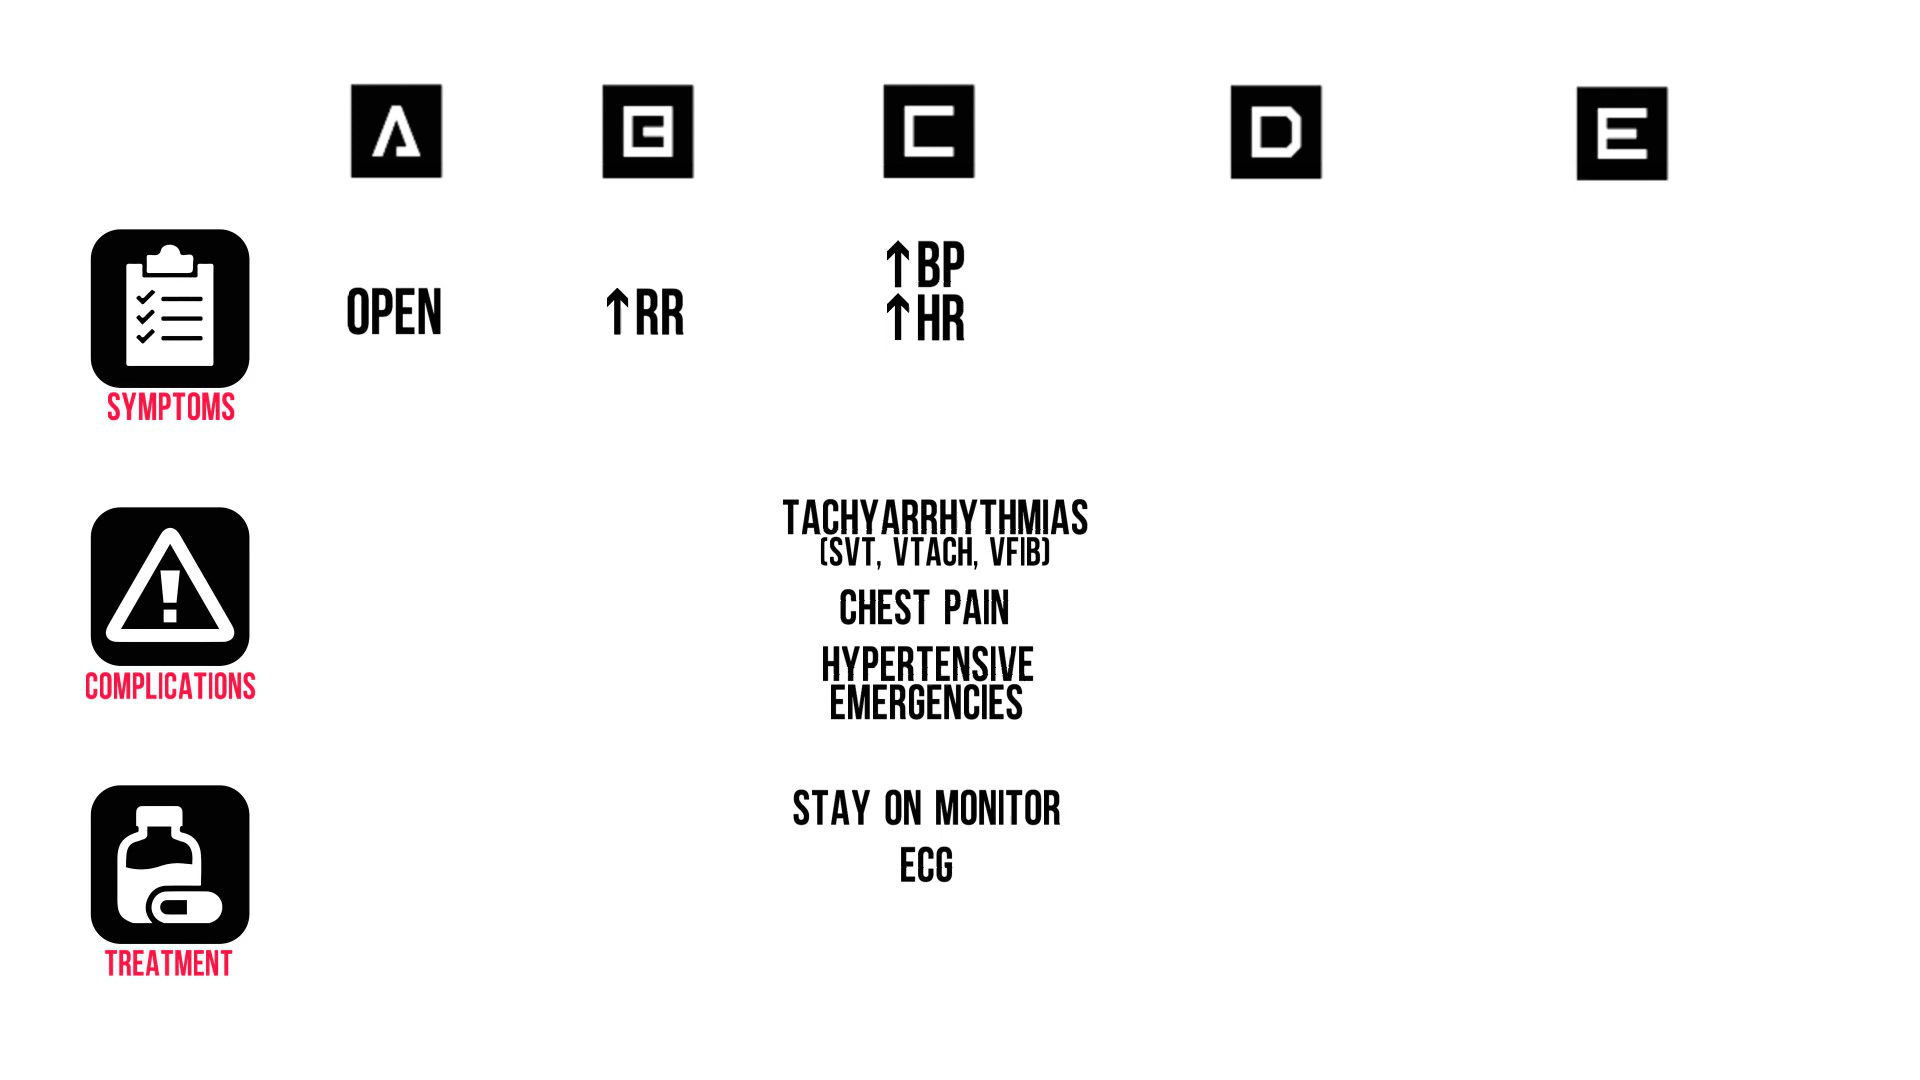 A B C D E
OPEN ↑RR ↑BP
↑HR
SYMPTOMS
TACHYARRHYTHMIAS
(SVT, VTACH, VFIB)
CHEST PAIN
HYPERTENSIVE
EMERGENCIES
COMPLICATIONS
STAY ON MONITOR
ECG
TREATMENT